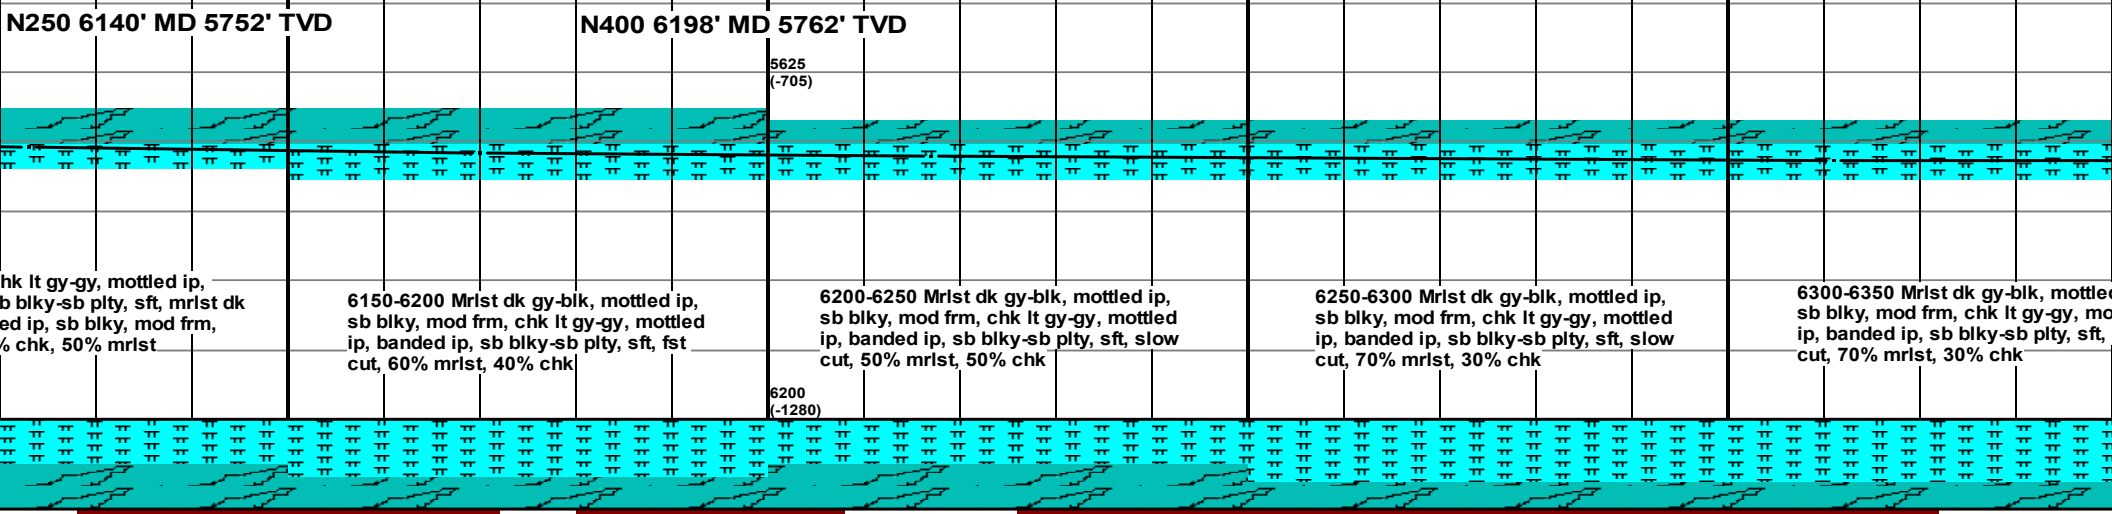 N250 6140' MD 5752' TVD
N400 6198' MD 5762' TVD
5625
(-705)
hk lt gy-gy, mottled ip,
b blky-sb plty, sft, mrlst dk
ed ip, sb blky, mod frm,
% chk, 50% mrlst
6150-6200 Mrlst dk gy-blk, mottled ip,
sb blky, mod frm, chk lt gy-gy, mottled
ip, banded ip, sb blky-sb plty, sft, fst
cut, 60% mrlst, 40% chk
6200-6250 Mrlst dk gy-blk, mottled ip,
sb blky, mod frm, chk lt gy-gy, mottled
ip, banded ip, sb blky-sb plty, sft, slow
cut, 50% mrlst, 50% chk
6250-6300 Mrlst dk gy-blk, mottled ip,
sb blky, mod frm, chk lt gy-gy, mottled
ip, banded ip, sb blky-sb plty, sft, slow
cut, 70% mrlst, 30% chk
6300-6350 Mrlst dk gy-blk, mottle
sb blky, mod frm, chk lt gy-gy, mo
ip, banded ip, sb blky-sb plty, sft,
cut, 70% mrlst, 30% chk
6200
(-1280)